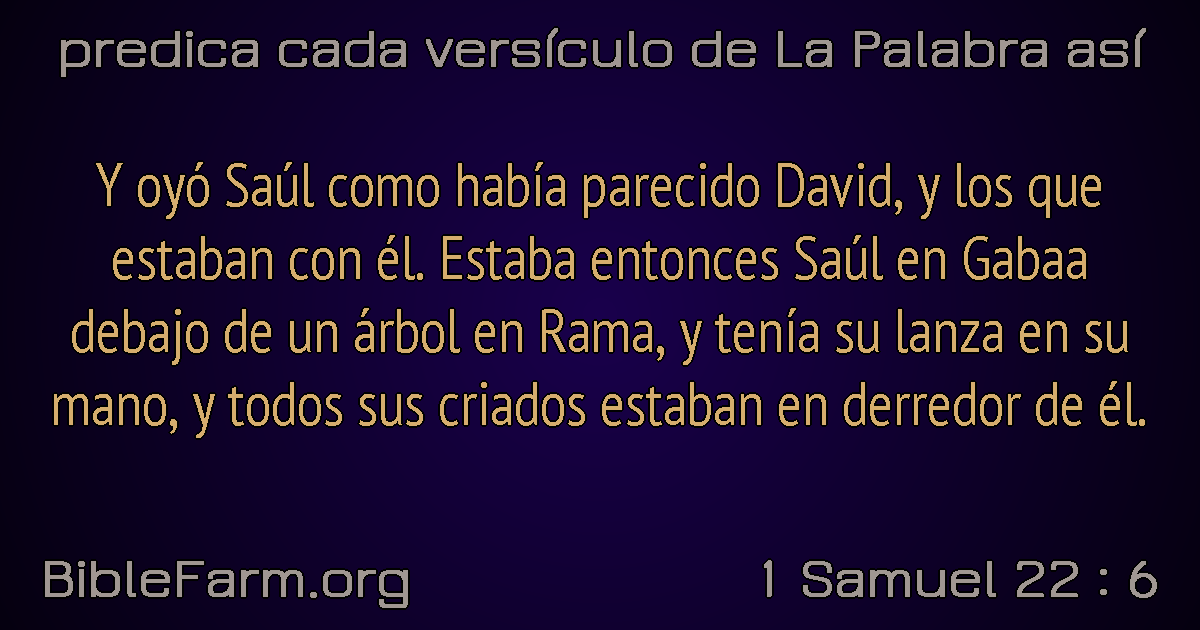 predica cada versículo de La Palabra así
Y oyó Saúl como había parecido David, y los que
estaban con él. Estaba entonces Saúl en Gabaa
debajo de un árbol en Rama, y tenía su lanza en su
mano, y todos sus criados estaban en derredor de él.
BibleFarm.org
1 Samuel 22 : 6